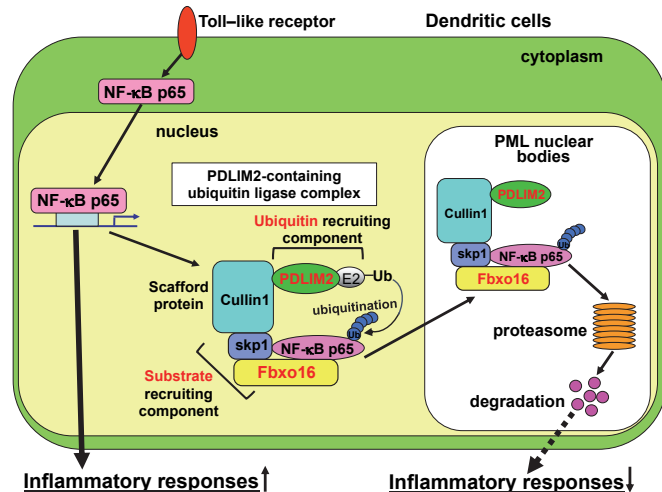 Toll–like receptor
Dendritic cells
cytoplasm
NF-κB p65
nucleus
PML nuclear
bodies
NF-κB p65
PDLIM2-containing
ubiquitin ligase complex
PDLIM2
Cullin1
Ubiquitin recruiting
component
Ub
skp1
NF-κB p65
Fbxo16
Scafford
protein
Cullin1
PDLIM2
E2
Ub
ubiquitination
Ub
skp1
NF-κB p65
Fbxo16
proteasome
Substrate
recruiting
component
degradation
Inflammatory responses
Inflammatory responses